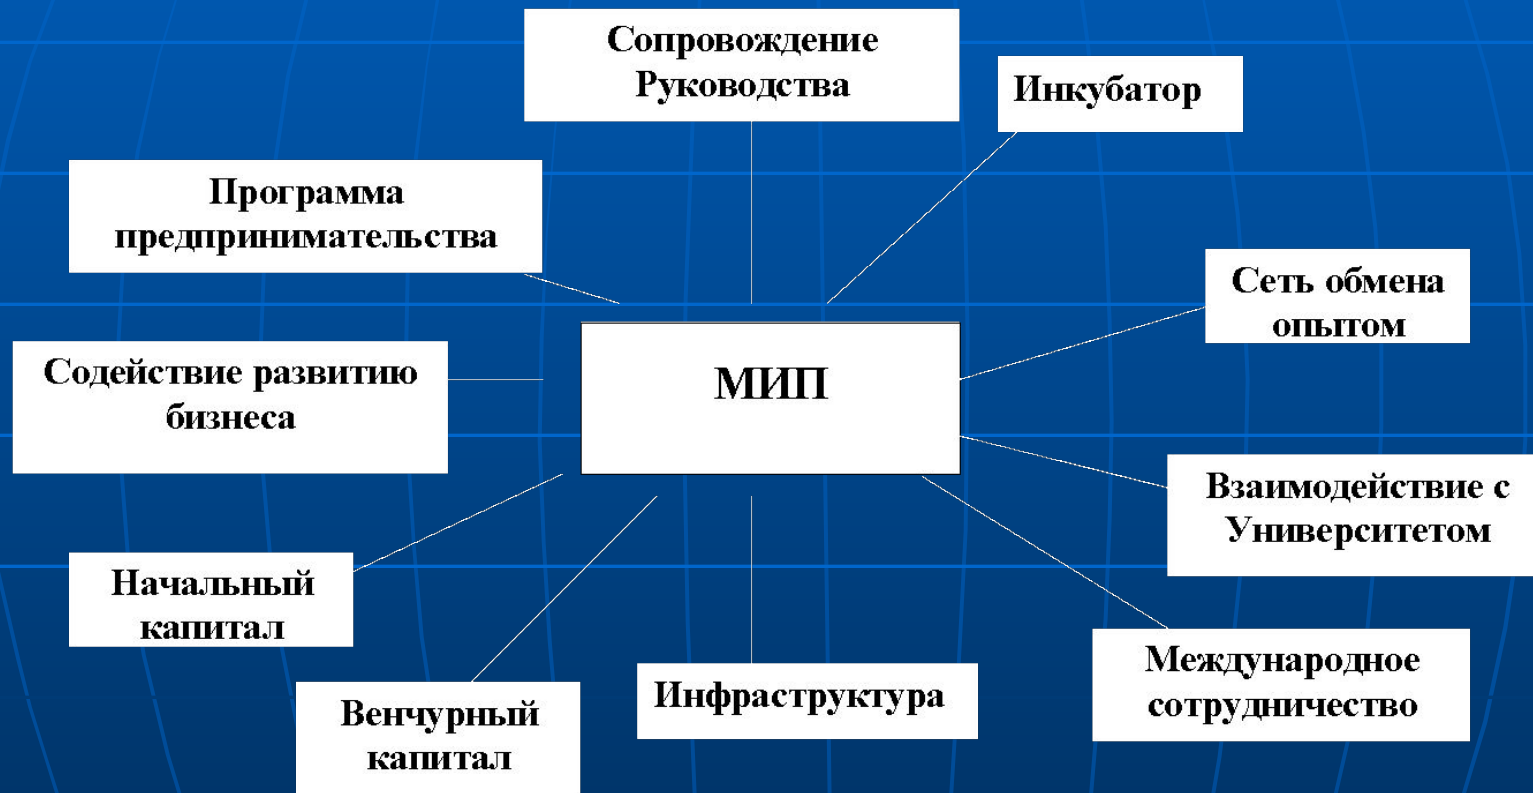 Сопровождение
Руководства
Инкубатор
Программа
предпринимательства
Сеть обмена
опытом
Содействие развитию
бизнеса
МИП
Взаимодействие с
Университетом
Начальный
капитал
Международное
сотрудничество
Инфраструктура
Венчурный
капитал